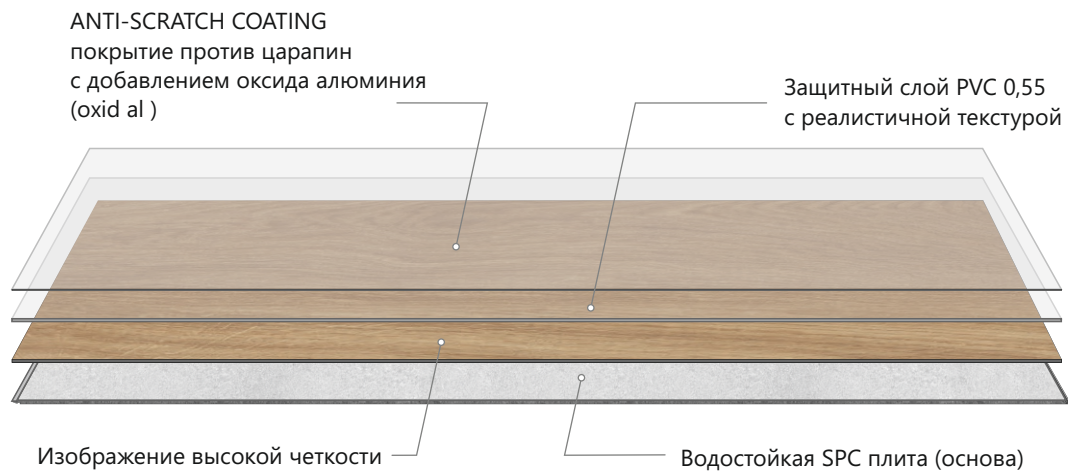 ANTI-SCRATCH COATING
покрытие против царапин
с добавлением оксида алюминия
(oxid al )
Защитный слой PVC 0,55
с реалистичной текстурой
Изображение высокой четкости
Водостойкая SPC плита (основа)